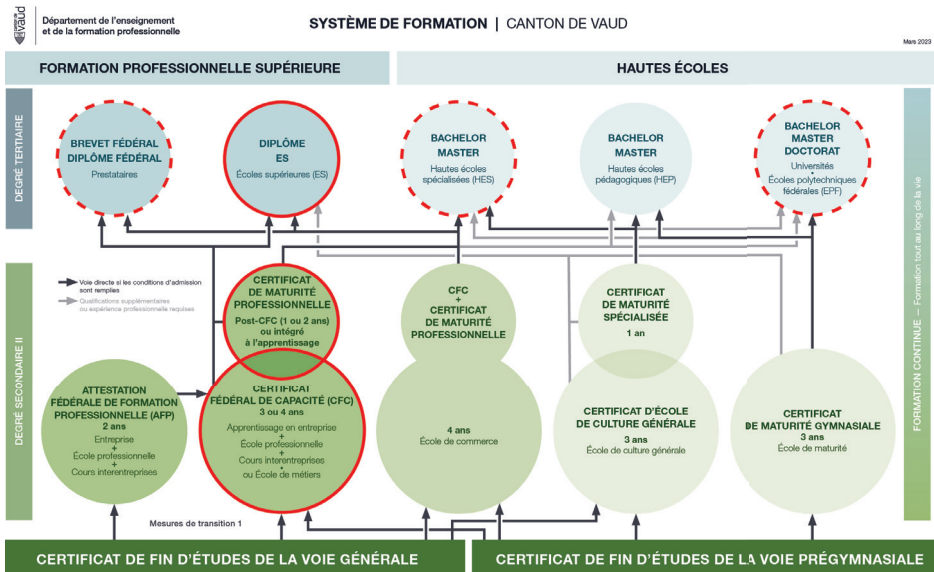 canton de
vaud
Département de l'enseignement
et de la formation professionnelle
SYSTÈME DE FORMATION | CANTON DE VAUD
Mars 2023
FORMATION PROFESSIONNELLE SUPÉRIEURE
HAUTES ÉCOLES
DEGRÉ TERTIAIRE
BREVET FÉDÉRAL
DIPLÔME FÉDÉRAL
Prestataires
DIPLÔME
ES
Écoles supérieures (ES)
BACHELOR
MASTER
Hautes écoles
spécialisées (HES)
BACHELOR
MASTER
Hautes écoles
pédagogiques (HEP)
BACHELOR
MASTER
DOCTORAT
Universités
•
Écoles polytechniques
fédérales (EPF)
FORMATION CONTINUE — Formation tout au long de la vie
DEGRÉ SECONDAIRE II
Voie directe si les conditions d'admission
sont remplies
Qualifications supplémentaires
ou expérience professionnelle requises
CERTIFICAT
DE MATURITÉ
PROFESSIONNELLE
Post-CFC (1 ou 2 ans)
ou intégré
à l'apprentissage
CFC
+
CERTIFICAT
DE MATURITÉ
PROFESSIONNELLE
CERTIFICAT
DE MATURITÉ
SPÉCIALISÉE
1 an
ATTESTATION
FÉDÉRALE DE FORMATION
PROFESSIONNELLE (AFP)
2 ans
Entreprise
+
École professionnelle
+
Cours interentreprises
CERTIFICAT
FÉDÉRAL DE CAPACITÉ (CFC)
3 ou 4 ans
Apprentissage en entreprise
+
École professionnelle
+
Cours interentreprises
•
ou École de métiers
4 ans
École de commerce
CERTIFICAT D'ÉCOLE
DE CULTURE GÉNÉRALE
3 ans
École de culture générale
CERTIFICAT
DE MATURITÉ GYMNASIALE
3 ans
École de maturité
Mesures de transition 1
CERTIFICAT DE FIN D'ÉTUDES DE LA VOIE GÉNÉRALE
CERTIFICAT DE FIN D'ÉTUDES DE LA VOIE PRÉGYMNASIALE